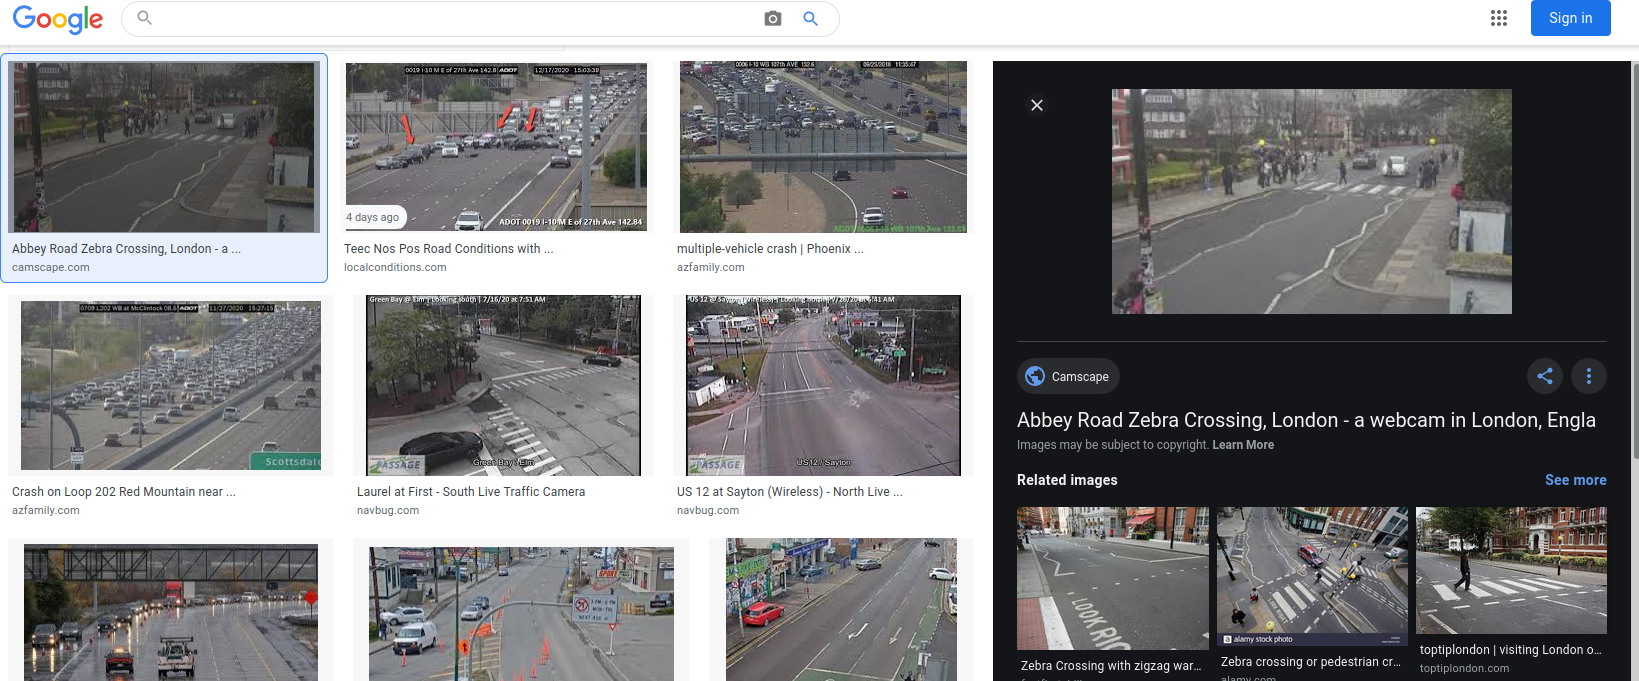 Google
Sign in
0019 I-10 M E of 27th Ave 142.8 ADOT 12/17/2020 15:03:39
4 days ago
ADOT 0019 I-10 M E of 27th Ave 142.84
Abbey Road Zebra Crossing, London - a ...
camscape.com
Teec Nos Pos Road Conditions with ...
localconditions.com
0006 I-10 WB 107th AVE 132.6 09/23/2018 11:35:47
multiple-vehicle crash | Phoenix ...
azfamily.com
0709 L202 WB at McClintock 08.5 ADOT 11/27/2020 15:27:15
Scottsdale
Green Bay @ Elm | Looking South | 7/16/20 at 7:51 AM
PASSAGE
Green Bay / Elm
US 12 @ Sayton (Wireless) - Looking North
PASSAGE
US12 / Sayton
Crash on Loop 202 Red Mountain near ...
azfamily.com
Laurel at First - South Live Traffic Camera
navbug.com
US 12 at Sayton (Wireless) - North Live ...
navbug.com
SPORT
3 PM - 6 PM
MON - FRI
Camscape
Abbey Road Zebra Crossing, London - a webcam in London, Engla
Images may be subject to copyright. Learn More
Related images
See more
LOOK RIG
a alamy stock photo
Zebra Crossing with zigzag war...
Zebra crossing or pedestrian cr...
alamy.com
toptiplondon | visiting London o...
toptiplondon.com